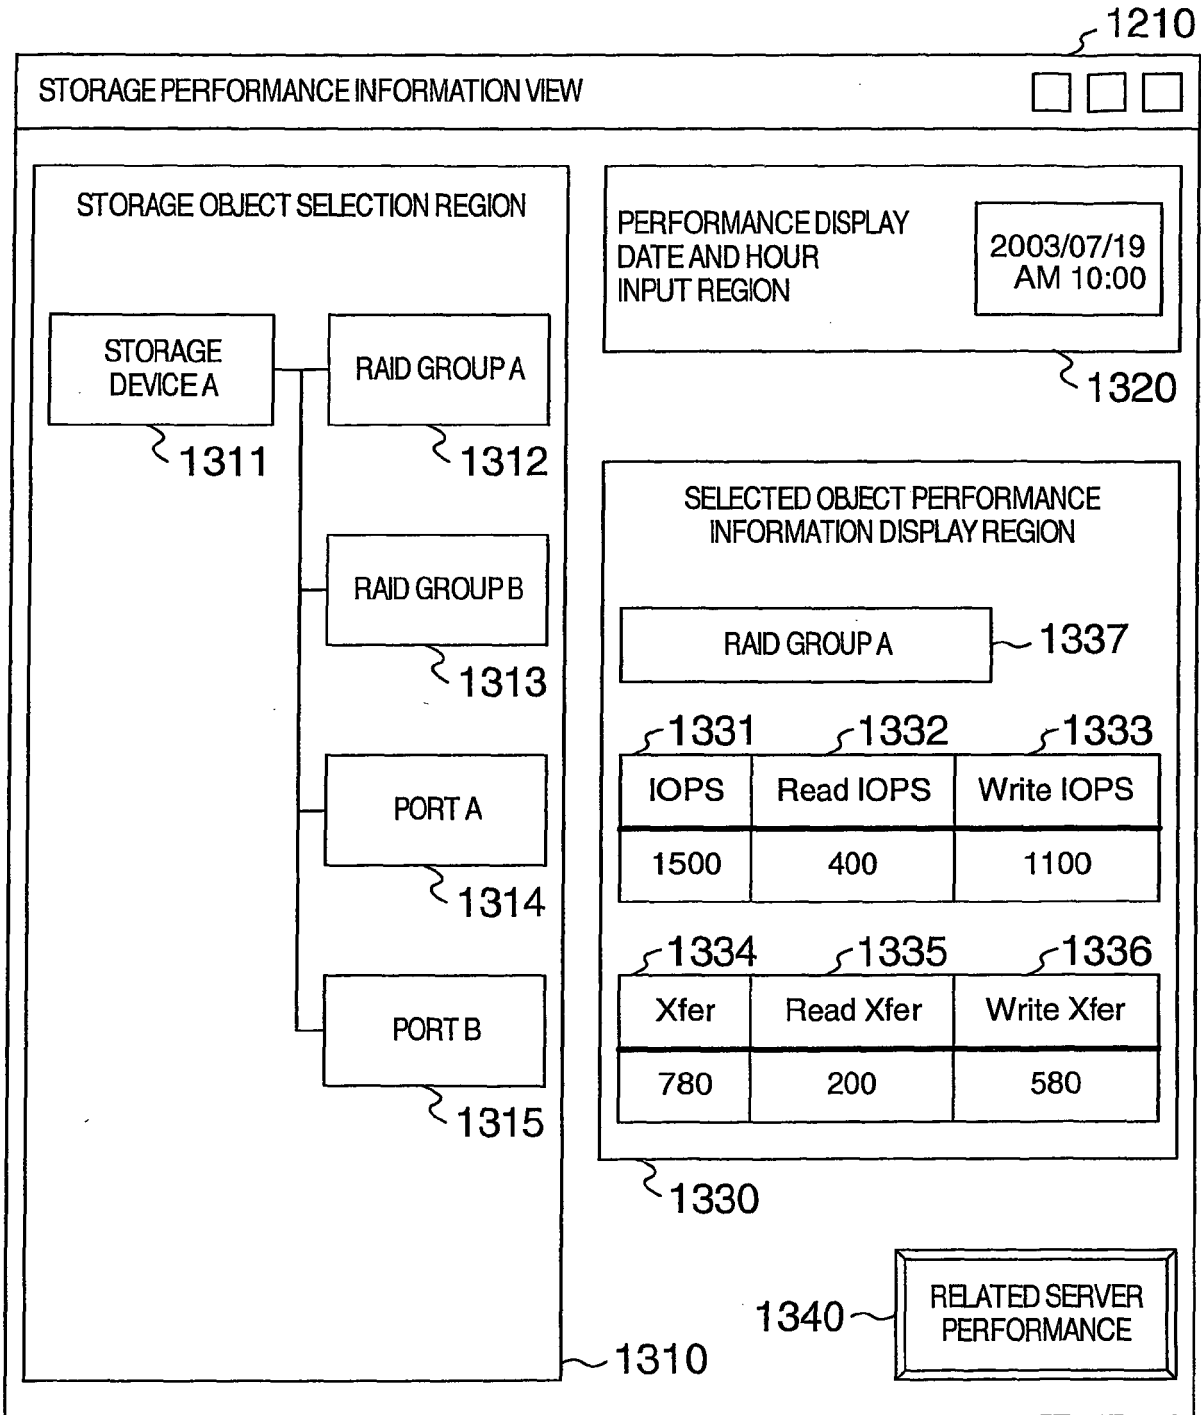 1210
STORAGE PERFORMANCE INFORMATION VIEW
STORAGE OBJECT SELECTION REGION
STORAGE
DEVICE A
1311
RAID GROUP A
1312
RAID GROUP B
1313
PORT A
1314
PORT B
1315
1310
PERFORMANCE DISPLAY
DATE AND HOUR
INPUT REGION
2003/07/19
AM 10:00
1320
SELECTED OBJECT PERFORMANCE
INFORMATION DISPLAY REGION
RAID GROUP A
1337
1331 1332 1333
IOPS Read IOPS Write IOPS
1500 400 1100
1334 1335 1336
Xfer Read Xfer Write Xfer
780 200 580
1330
1340
RELATED SERVER
PERFORMANCE